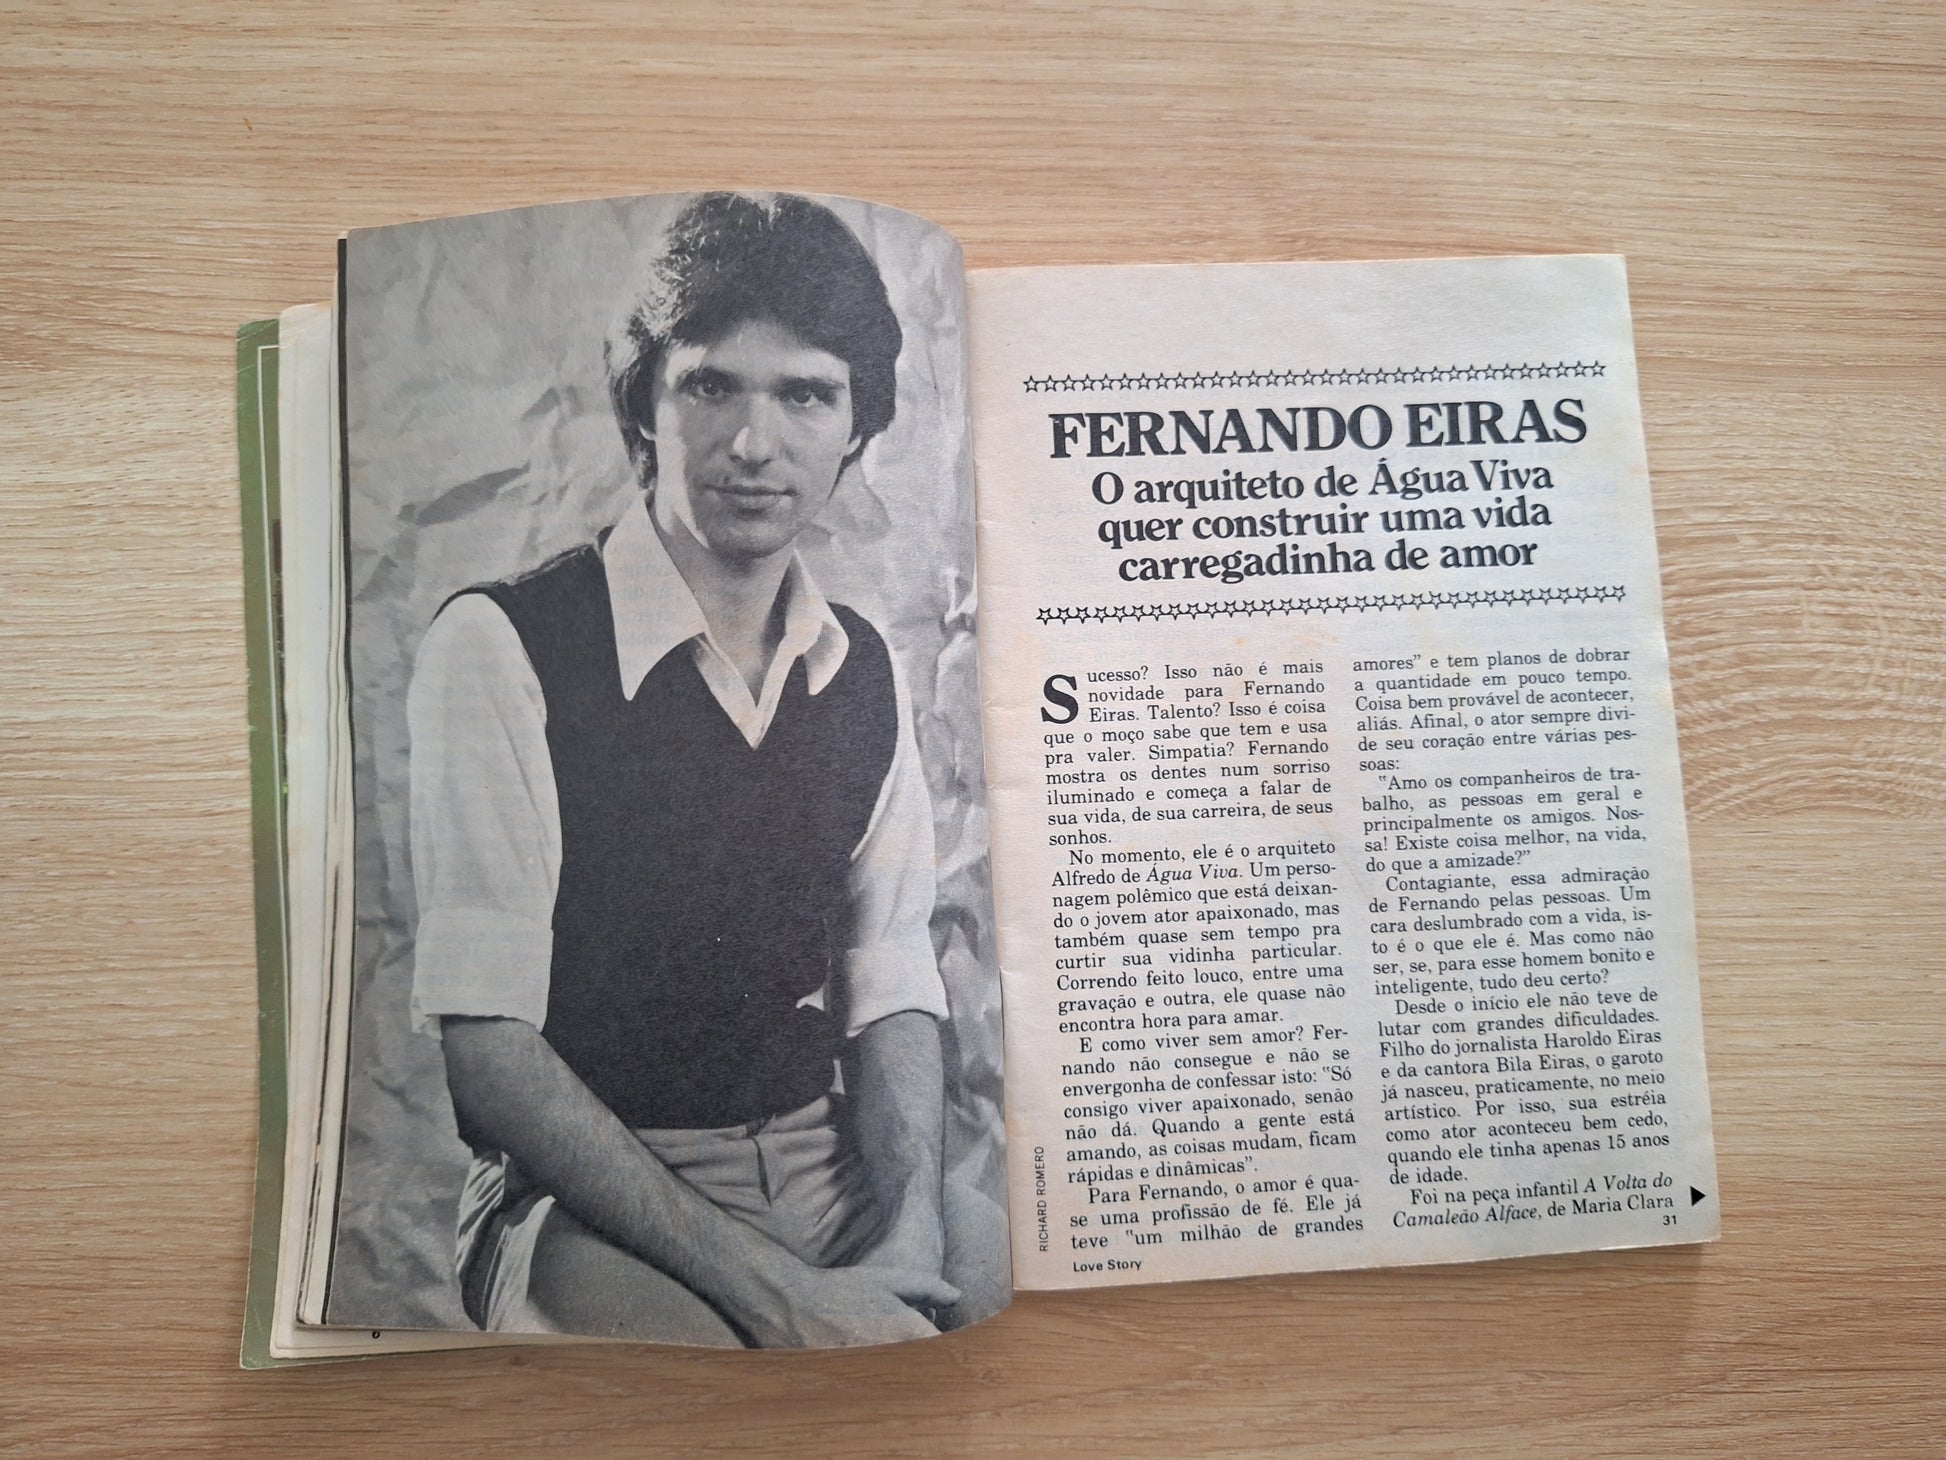 FERNANDO EIRAS
O arquiteto de Água Viva
quer construir uma vida
carregadinha de amor
Sucesso? Isso não é mais
novidade para Fernando
Eiras. Talento? Isso é coisa
que o moço sabe que tem e usa
pra valer. Simpatia? Fernando
mostra os dentes num sorriso
iluminado e começa a falar de
sua vida, de sua carreira, de seus
sonhos.
No momento, ele é o arquiteto
Alfredo de Água Viva. Um perso-
nagem polêmico que está deixan-
do o jovem ator apaixonado, mas
também quase sem tempo pra
curtir sua vidinha particular.
Correndo feito louco, entre uma
gravação e outra, ele quase não
encontra hora para amar.
E como viver sem amor? Fer-
nando não consegue e não se
envergonha de confessar isto: "Só
consigo viver apaixonado, senão
não dá. Quando a gente está
amando, as coisas mudam, ficam
rápidas e dinâmicas".
Para Fernando, o amor é qua-
se uma profissão de fé. Ele já
teve "um milhão de grandes
amores" e tem planos de dobrar
a quantidade em pouco tempo.
Coisa bem provável de acontecer,
aliás. Afinal, o ator sempre divi-
de seu coração entre várias pes-
soas:
"Amo os companheiros de tra-
balho, as pessoas em geral e
principalmente os amigos. Nos-
sa! Existe coisa melhor, na vida,
do que a amizade?"
Contagiante, essa admiração
de Fernando pelas pessoas. Um
cara deslumbrado com a vida, is-
to é o que ele é. Mas como não
ser, se, para esse homem bonito e
inteligente, tudo deu certo?
Desde o início ele não teve de
lutar com grandes dificuldades.
Filho do jornalista Haroldo Eiras
e da cantora Bila Eiras, o garoto
já nasceu, praticamente, no meio
artístico. Por isso, sua estréia
como ator aconteceu bem cedo,
quando ele tinha apenas 15 anos
de idade.
Foi na peça infantil A Volta do
Camaleão Alface, de Maria Clara
31
RICHARD ROMERO
Love Story